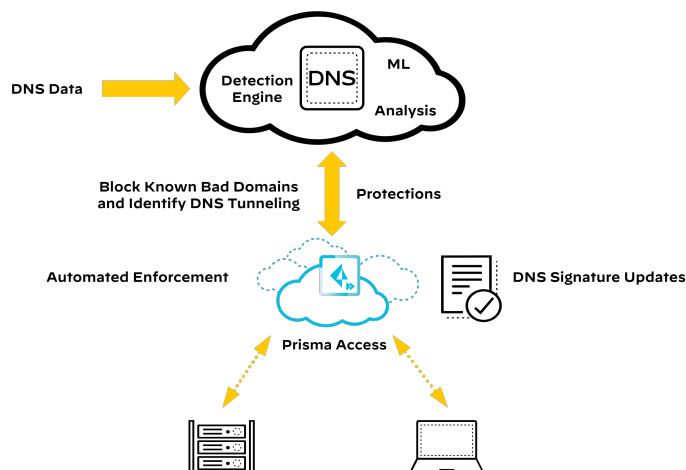 DNS Data
Detection
Engine
DNS
ML
Analysis
Block Known Bad Domains
and Identify DNS Tunneling
Protections
Automated Enforcement
DNS Signature Updates
Prisma Access